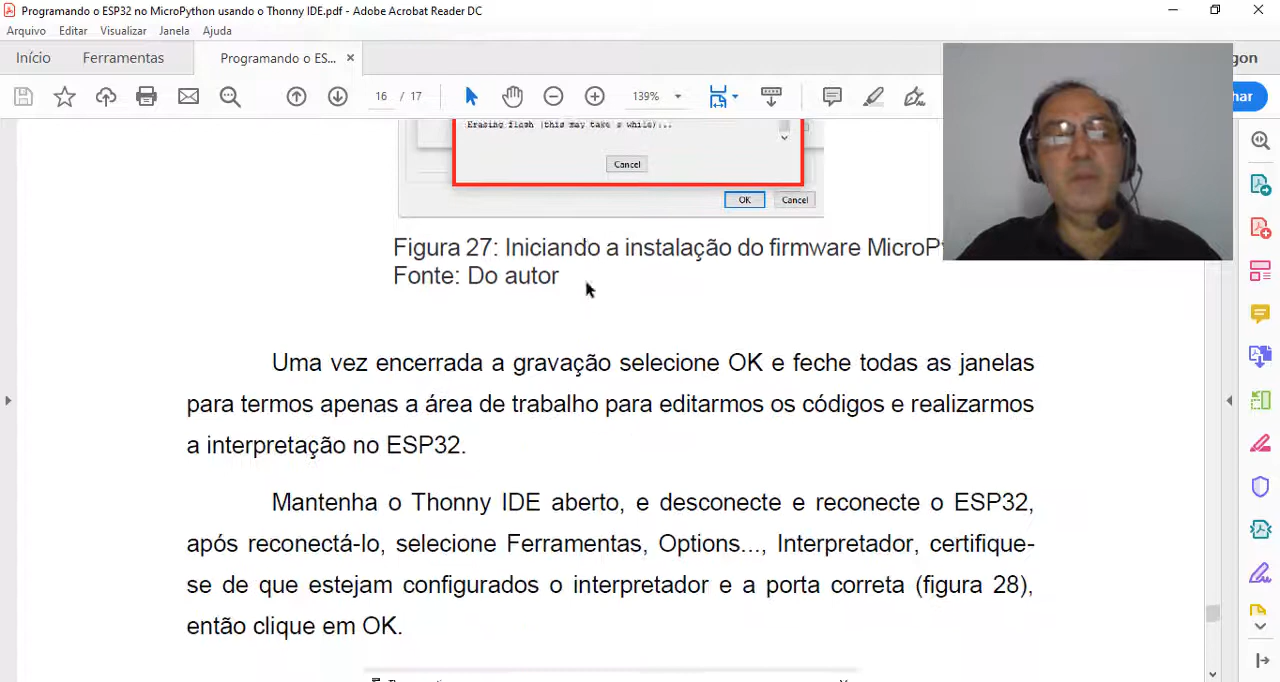 Programando o ESP32 no MicroPython usando o Thonny IDE.pdf - Adobe Acrobat Reader DC
Arquivo Editar Visualizar Janela Ajuda
Início Ferramentas Programando o ES... × gon
16 / 17 139% har
Erasing flash (this may take a while)...
Cancel
OK Cancel
Figura 27: Iniciando a instalação do firmware MicroPy
Fonte: Do autor
Uma vez encerrada a gravação selecione OK e feche todas as janelas
para termos apenas a área de trabalho para editarmos os códigos e realizarmos
a interpretação no ESP32.
Mantenha o Thonny IDE aberto, e desconecte e reconecte o ESP32,
após reconectá-lo, selecione Ferramentas, Options..., Interpretador, certifique-
se de que estejam configurados o interpretador e a porta correta (figura 28),
então clique em OK.